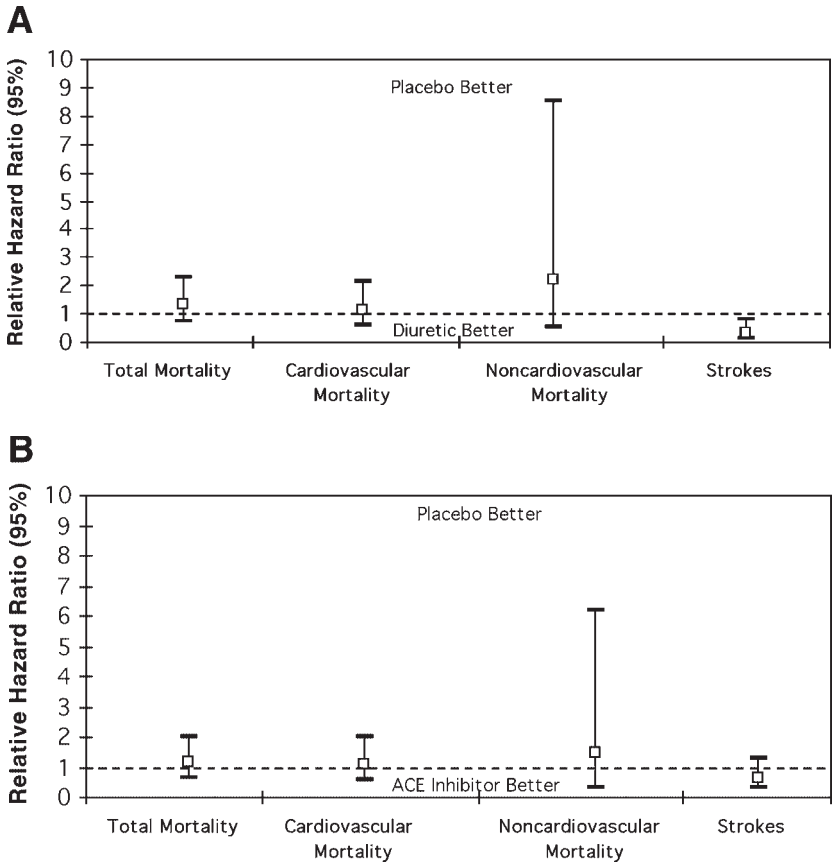 A
Relative Hazard Ratio (95%)
10
9
8
7
6
5
4
3
2
1
0
Placebo Better
Diuretic Better
Total Mortality
Cardiovascular
Mortality
Noncardiovascular
Mortality
Strokes
B
Relative Hazard Ratio (95%)
10
9
8
7
6
5
4
3
2
1
0
Placebo Better
ACE Inhibitor Better
Total Mortality
Cardiovascular
Mortality
Noncardiovascular
Mortality
Strokes